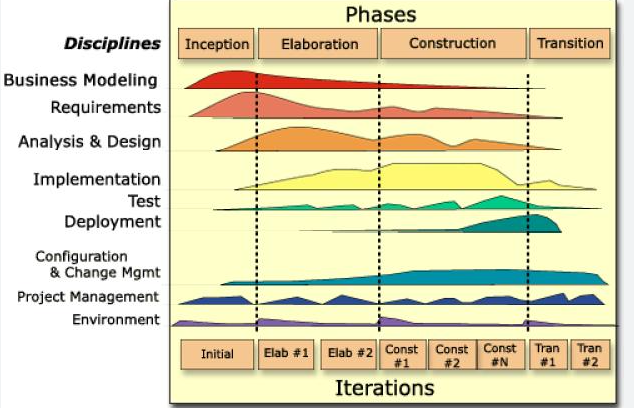 Phases
Disciplines
Inception
Elaboration
Construction
Transition
Business Modeling
Requirements
Analysis & Design
Implementation
Test
Deployment
Configuration
& Change Mgmt
Project Management
Environment
Initial
Elab #1
Elab #2
Const
#1
Const
#2
Const
#N
Tran
#1
Tran
#2
Iterations